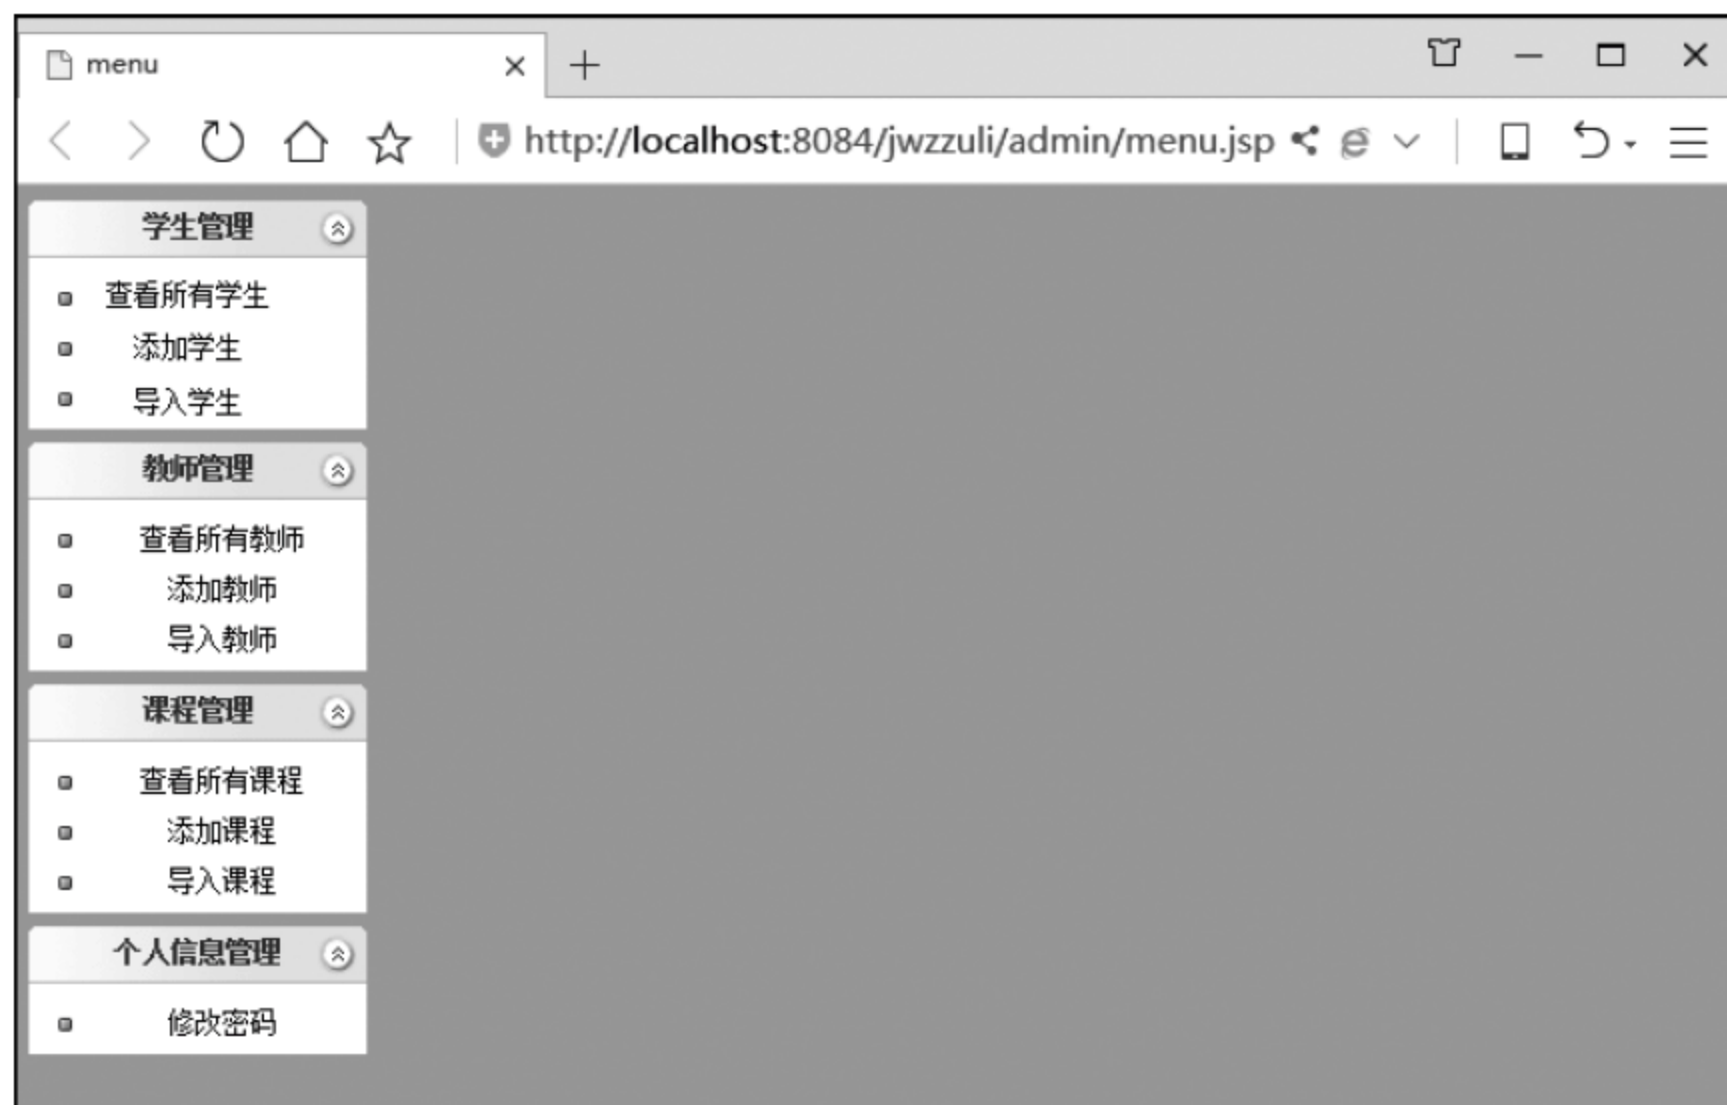 menu
http://localhost:8084/jwzzuli/admin/menu.jsp
学生管理
查看所有学生
添加学生
导入学生
教师管理
查看所有教师
添加教师
导入教师
课程管理
查看所有课程
添加课程
导入课程
个人信息管理
修改密码